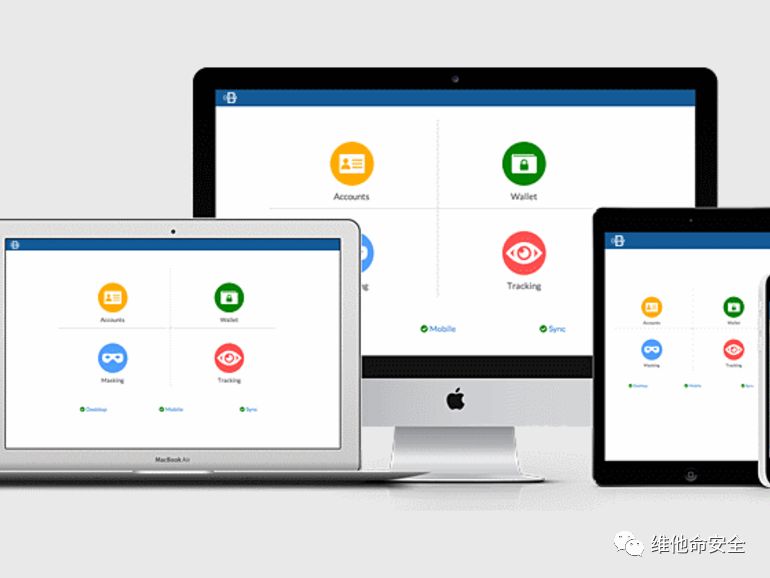 Accounts
Wallet
g
Tracking
Mobile
Sync
Accounts
Wallet
Masking
Tracking
Desktop
Mobile
Sync
MacBook Air
Accounts
Wallet
Masking
Tracking
Desktop
Mobile
Sync
维他命安全